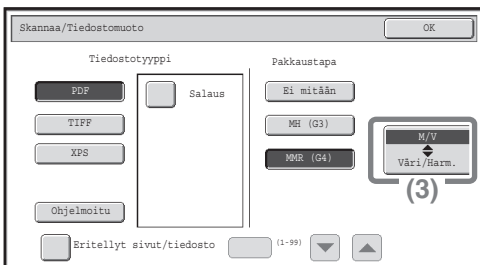 Skannaa/Tiedostomuoto
OK
Tiedostotyyppi
Pakkaustapa
PDF
Salaus
Ei mitään
TIFF
MH (G3)
M/V
XPS
MMR (G4)
Väri/Harm.
(3)
Ohjelmoitu
Eritellyt sivut/tiedosto
(1-99)